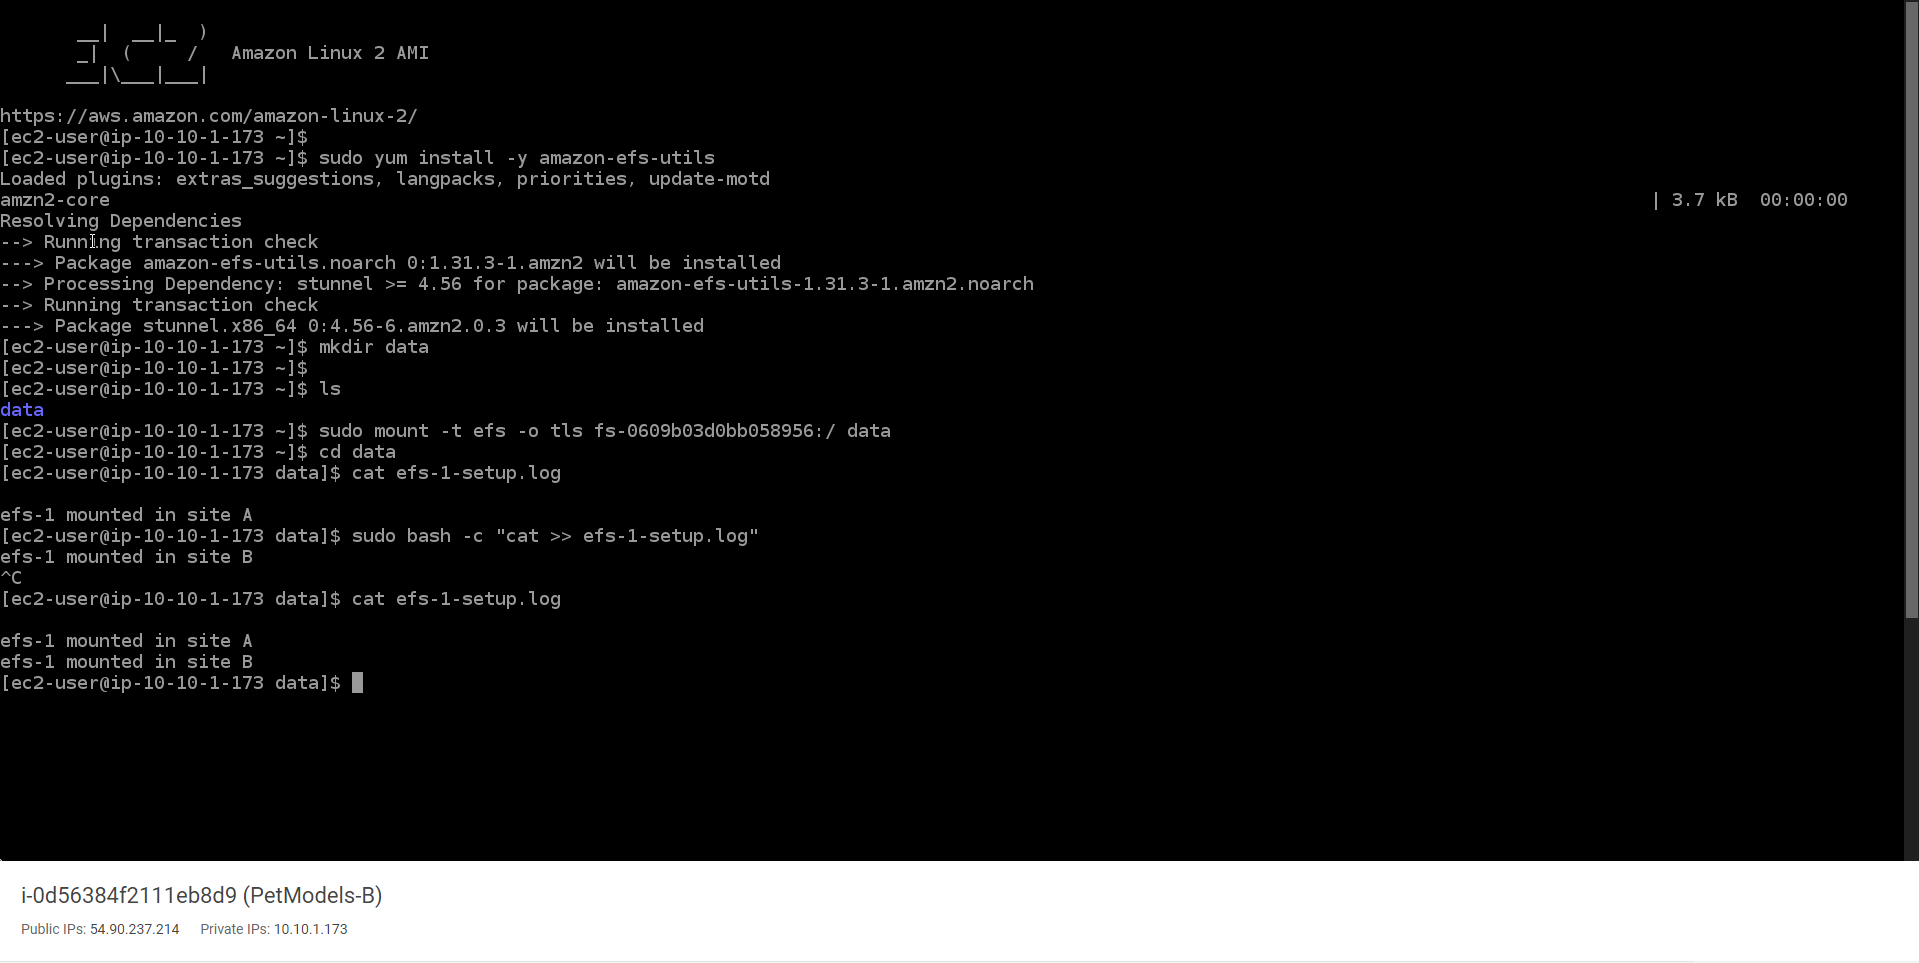 __|  __|_  )
_|  (     /   Amazon Linux 2 AMI
___|\___|___|
https://aws.amazon.com/amazon-linux-2/
[ec2-user@ip-10-10-1-173 ~]$
[ec2-user@ip-10-10-1-173 ~]$ sudo yum install -y amazon-efs-utils
Loaded plugins: extras_suggestions, langpacks, priorities, update-motd
amzn2-core | 3.7 kB  00:00:00
Resolving Dependencies
--> Running transaction check
---> Package amazon-efs-utils.noarch 0:1.31.3-1.amzn2 will be installed
--> Processing Dependency: stunnel >= 4.56 for package: amazon-efs-utils-1.31.3-1.amzn2.noarch
--> Running transaction check
---> Package stunnel.x86_64 0:4.56-6.amzn2.0.3 will be installed
[ec2-user@ip-10-10-1-173 ~]$ mkdir data
[ec2-user@ip-10-10-1-173 ~]$
[ec2-user@ip-10-10-1-173 ~]$ ls
data
[ec2-user@ip-10-10-1-173 ~]$ sudo mount -t efs -o tls fs-0609b03d0bb058956:/ data
[ec2-user@ip-10-10-1-173 ~]$ cd data
[ec2-user@ip-10-10-1-173 data]$ cat efs-1-setup.log
efs-1 mounted in site A
[ec2-user@ip-10-10-1-173 data]$ sudo bash -c "cat >> efs-1-setup.log"
efs-1 mounted in site B
^C
[ec2-user@ip-10-10-1-173 data]$ cat efs-1-setup.log
efs-1 mounted in site A
efs-1 mounted in site B
[ec2-user@ip-10-10-1-173 data]$
i-0d56384f2111eb8d9 (PetModels-B)
Public IPs: 54.90.237.214 Private IPs: 10.10.1.173